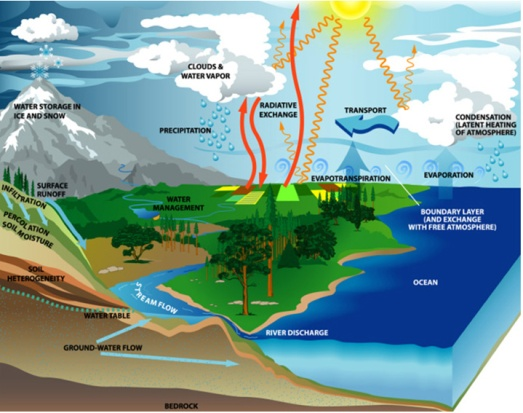 CLOUDS &
WATER VAPOR
WATER STORAGE IN
ICE AND SNOW
RADIATIVE
EXCHANGE
TRANSPORT
PRECIPITATION
CONDENSATION
(LATENT HEATING
OF ATMOSPHERE)
EVAPOTRANSPIRATION
EVAPORATION
SURFACE
RUNOFF
INFILTRATION
WATER
MANAGEMENT
BOUNDARY LAYER
(AND EXCHANGE
WITH FREE ATMOSPHERE)
PERCOLATION
SOIL MOISTURE
SOIL
HETEROGENEITY
OCEAN
STREAM FLOW
WATER TABLE
RIVER DISCHARGE
GROUND-WATER FLOW
BEDROCK